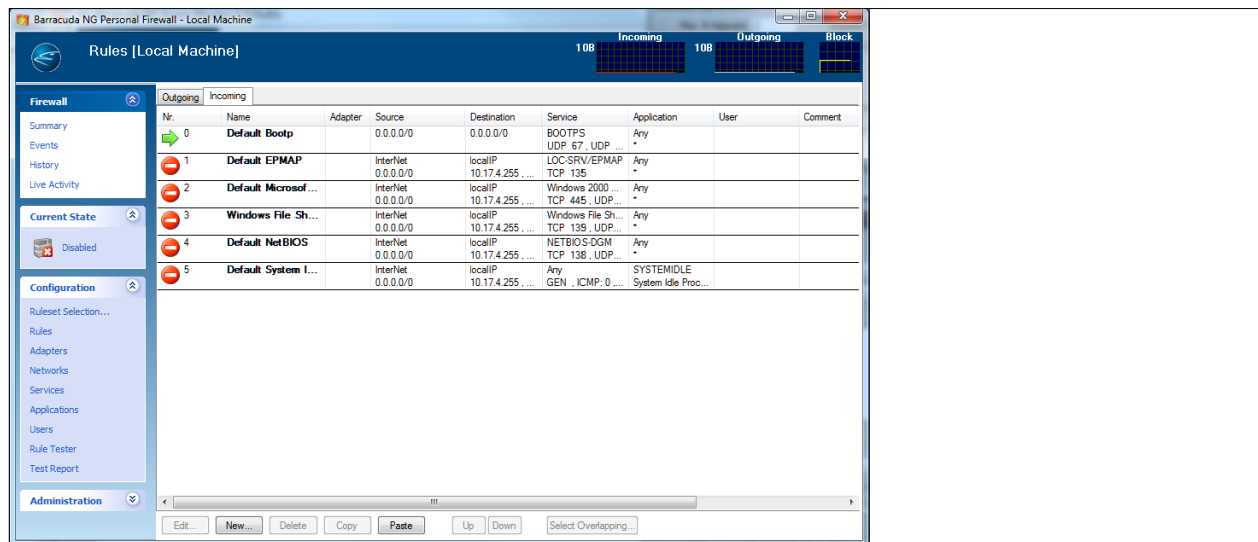 Barracuda NG Personal Firewall - Local Machine
Rules [Local Machine]
Incoming Outgoing Block
10B 10B
Firewall
Summary
Events
History
Live Activity
Current State
Disabled
Configuration
Ruleset Selection...
Rules
Adapters
Networks
Services
Applications
Users
Rule Tester
Test Report
Administration
Outgoing Incoming
Nr. Name Adapter Source Destination Service Application User Comment
0 Default Bootp 0.0.0.0/0 0.0.0.0/0 BOOTPS Any
UDP 67 , UDP ... *
1 Default EPMAP InterNet localIP LOC-SRV/EPMAP Any
0.0.0.0/0 10.17.4.255 , ... TCP 135 *
2 Default Microsof... InterNet localIP Windows 2000 ... Any
0.0.0.0/0 10.17.4.255 , ... TCP 445 , UDP... *
3 Windows File Sh... InterNet localIP Windows File Sh... Any
0.0.0.0/0 10.17.4.255 , ... TCP 139 , UDP... *
4 Default NetBIOS InterNet localIP NETBIOS-DGM Any
0.0.0.0/0 10.17.4.255 , ... TCP 138 , UDP... *
5 Default System I... InterNet localIP Any SYSTEMIDLE
0.0.0.0/0 10.17.4.255 , ... GEN , ICMP: 0 ,... System Idle Proc...
Edit... New... Delete Copy Paste Up Down Select Overlapping...